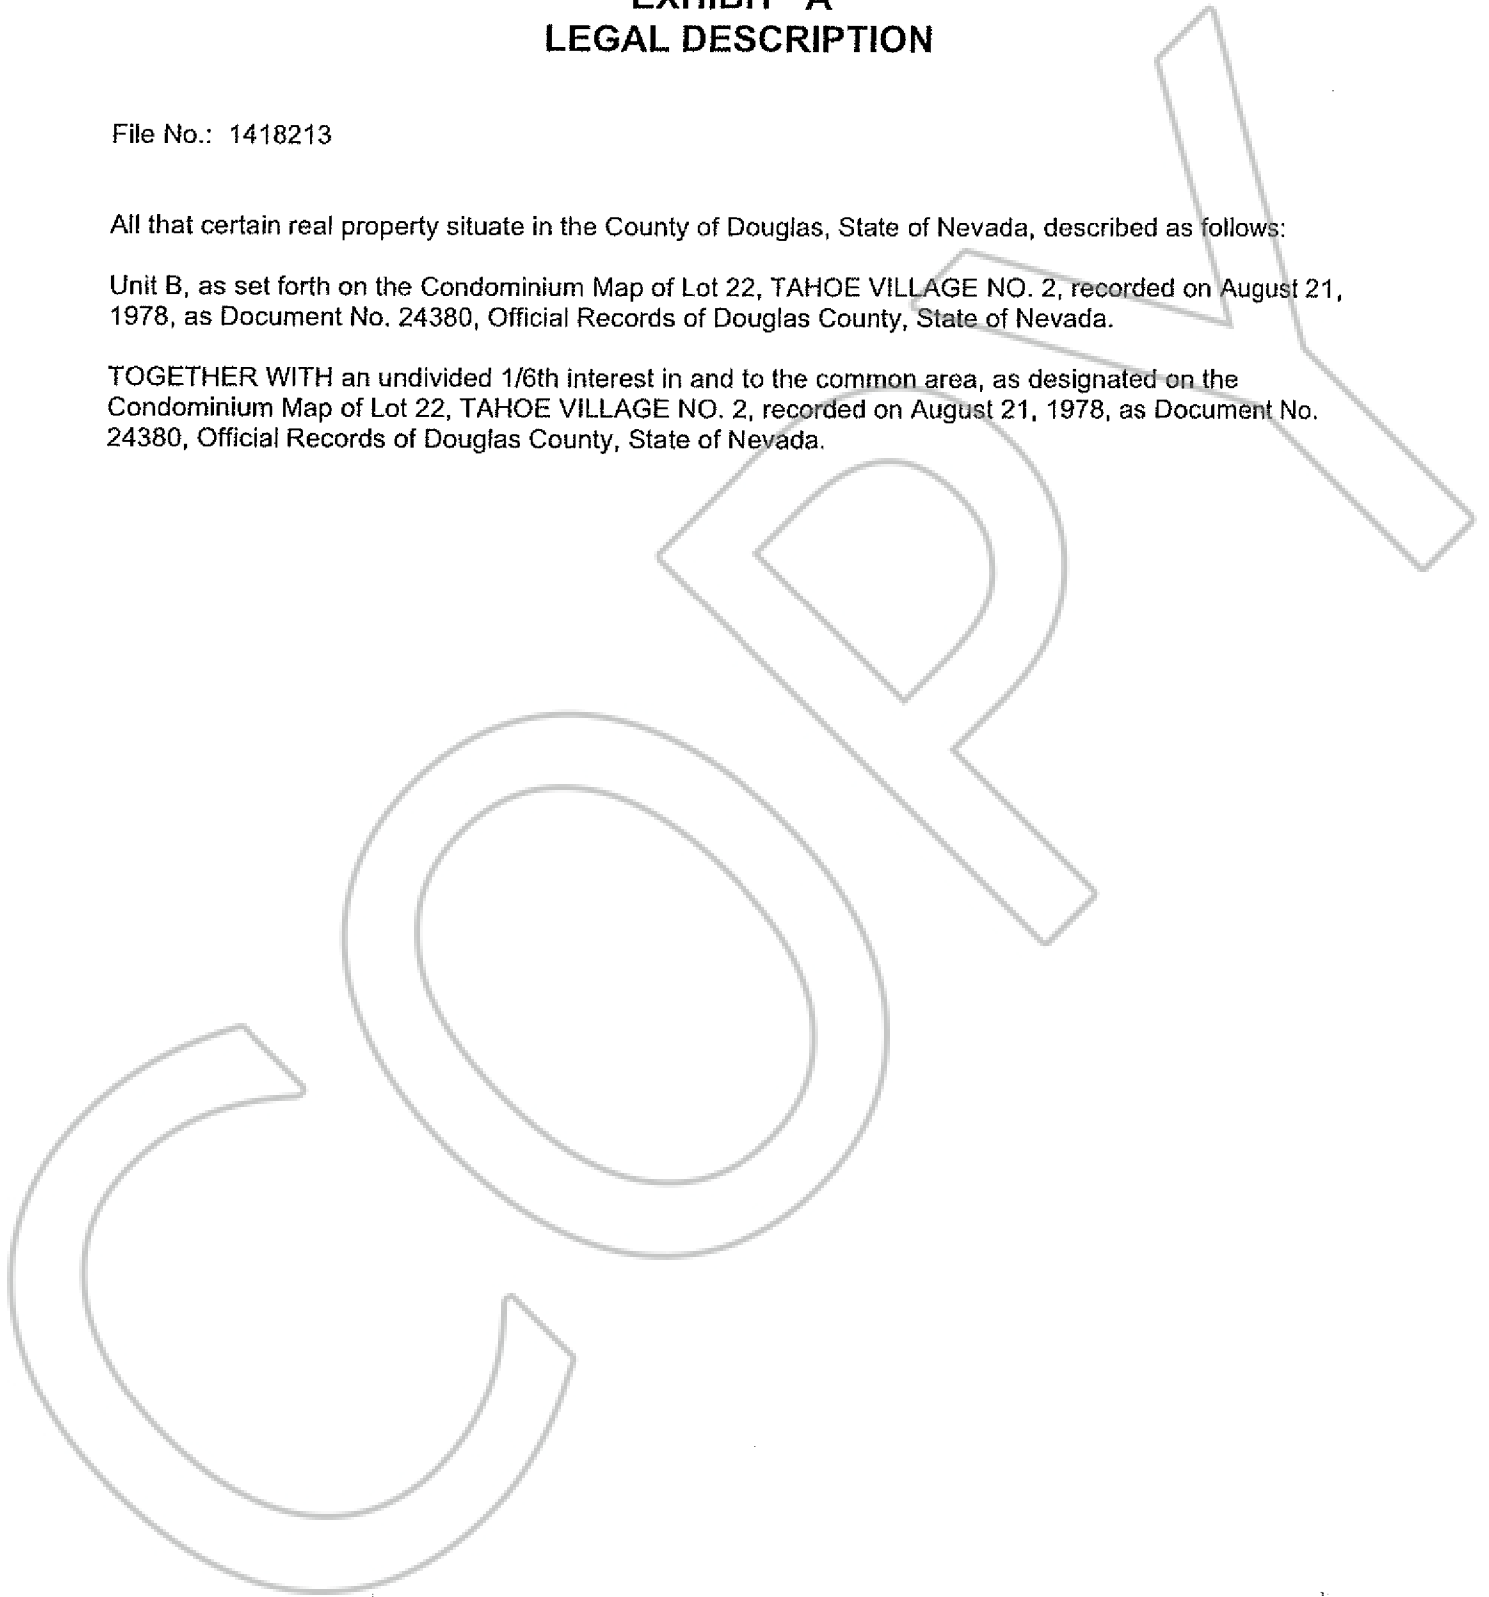 EXHIBIT "A"
LEGAL DESCRIPTION
File No.: 1418213
All that certain real property situate in the County of Douglas, State of Nevada, described as follows:
Unit B, as set forth on the Condominium Map of Lot 22, TAHOE VILLAGE NO. 2, recorded on August 21,
1978, as Document No. 24380, Official Records of Douglas County, State of Nevada.
TOGETHER WITH an undivided 1/6th interest in and to the common area, as designated on the
Condominium Map of Lot 22, TAHOE VILLAGE NO. 2, recorded on August 21, 1978, as Document No.
24380, Official Records of Douglas County, State of Nevada.
COPY